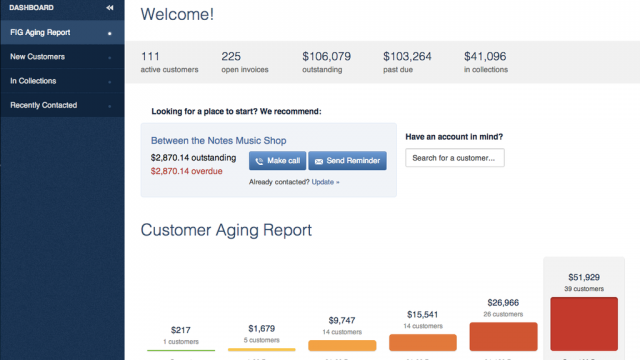 DASHBOARD
FIG Aging Report
New Customers
In Collections
Recently Contacted
Welcome!
111 225 $106,079 $103,264 $41,096
active customers open invoices outstanding past due in collections
Looking for a place to start? We recommend:
Between the Notes Music Shop
$2,870.14 outstanding
$2,870.14 overdue
Make call
Send Reminder
Already contacted? Update »
Have an account in mind?
Search for a customer...
Customer Aging Report
$217
1 customers
$1,679
5 customers
$9,747
14 customers
$15,541
14 customers
$26,966
26 customers
$51,929
39 customers